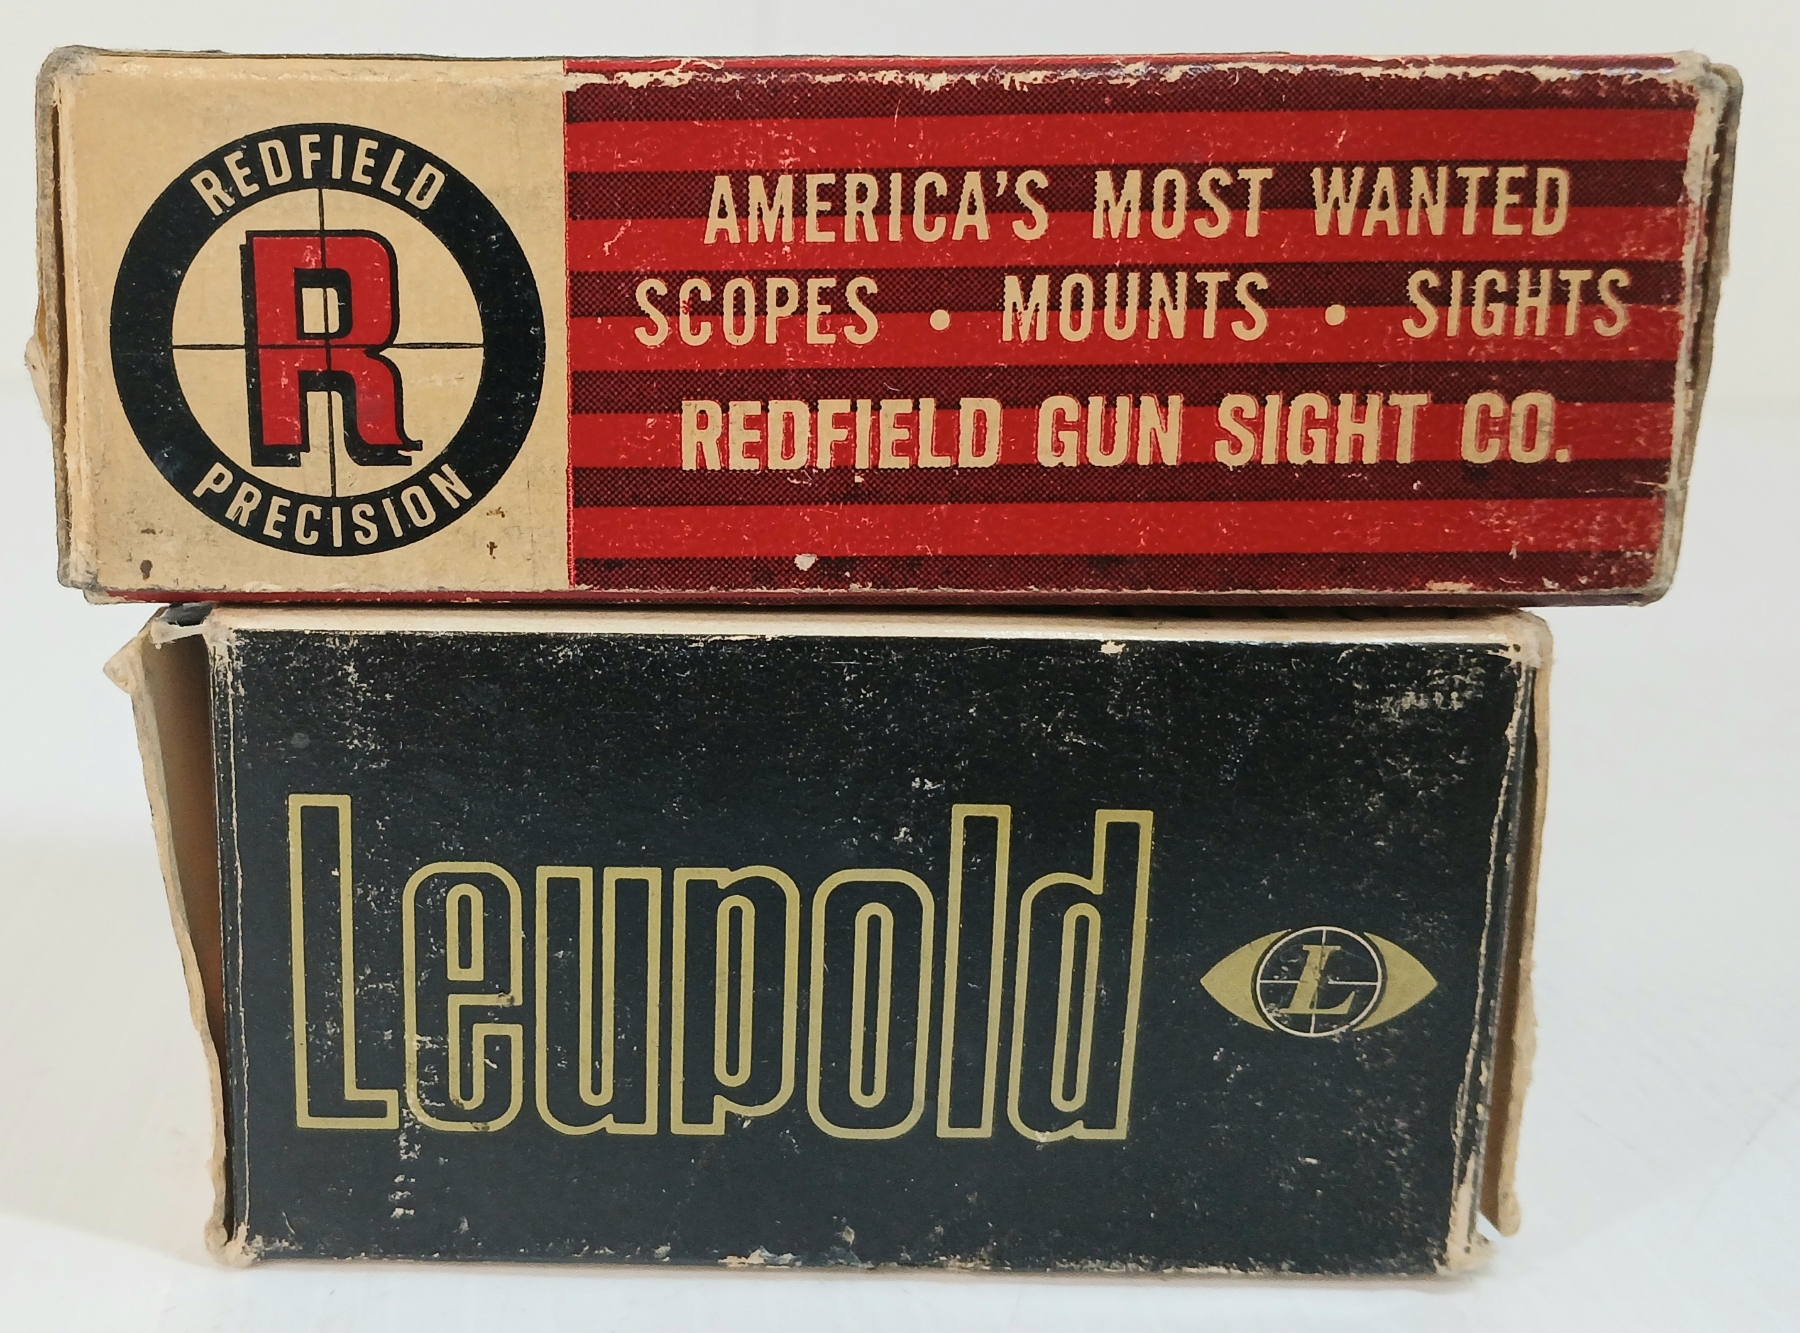 REDFIELD
R
PRECISION
AMERICA'S MOST WANTED
SCOPES • MOUNTS • SIGHTS
REDFIELD GUN SIGHT CO.
Leupold
L